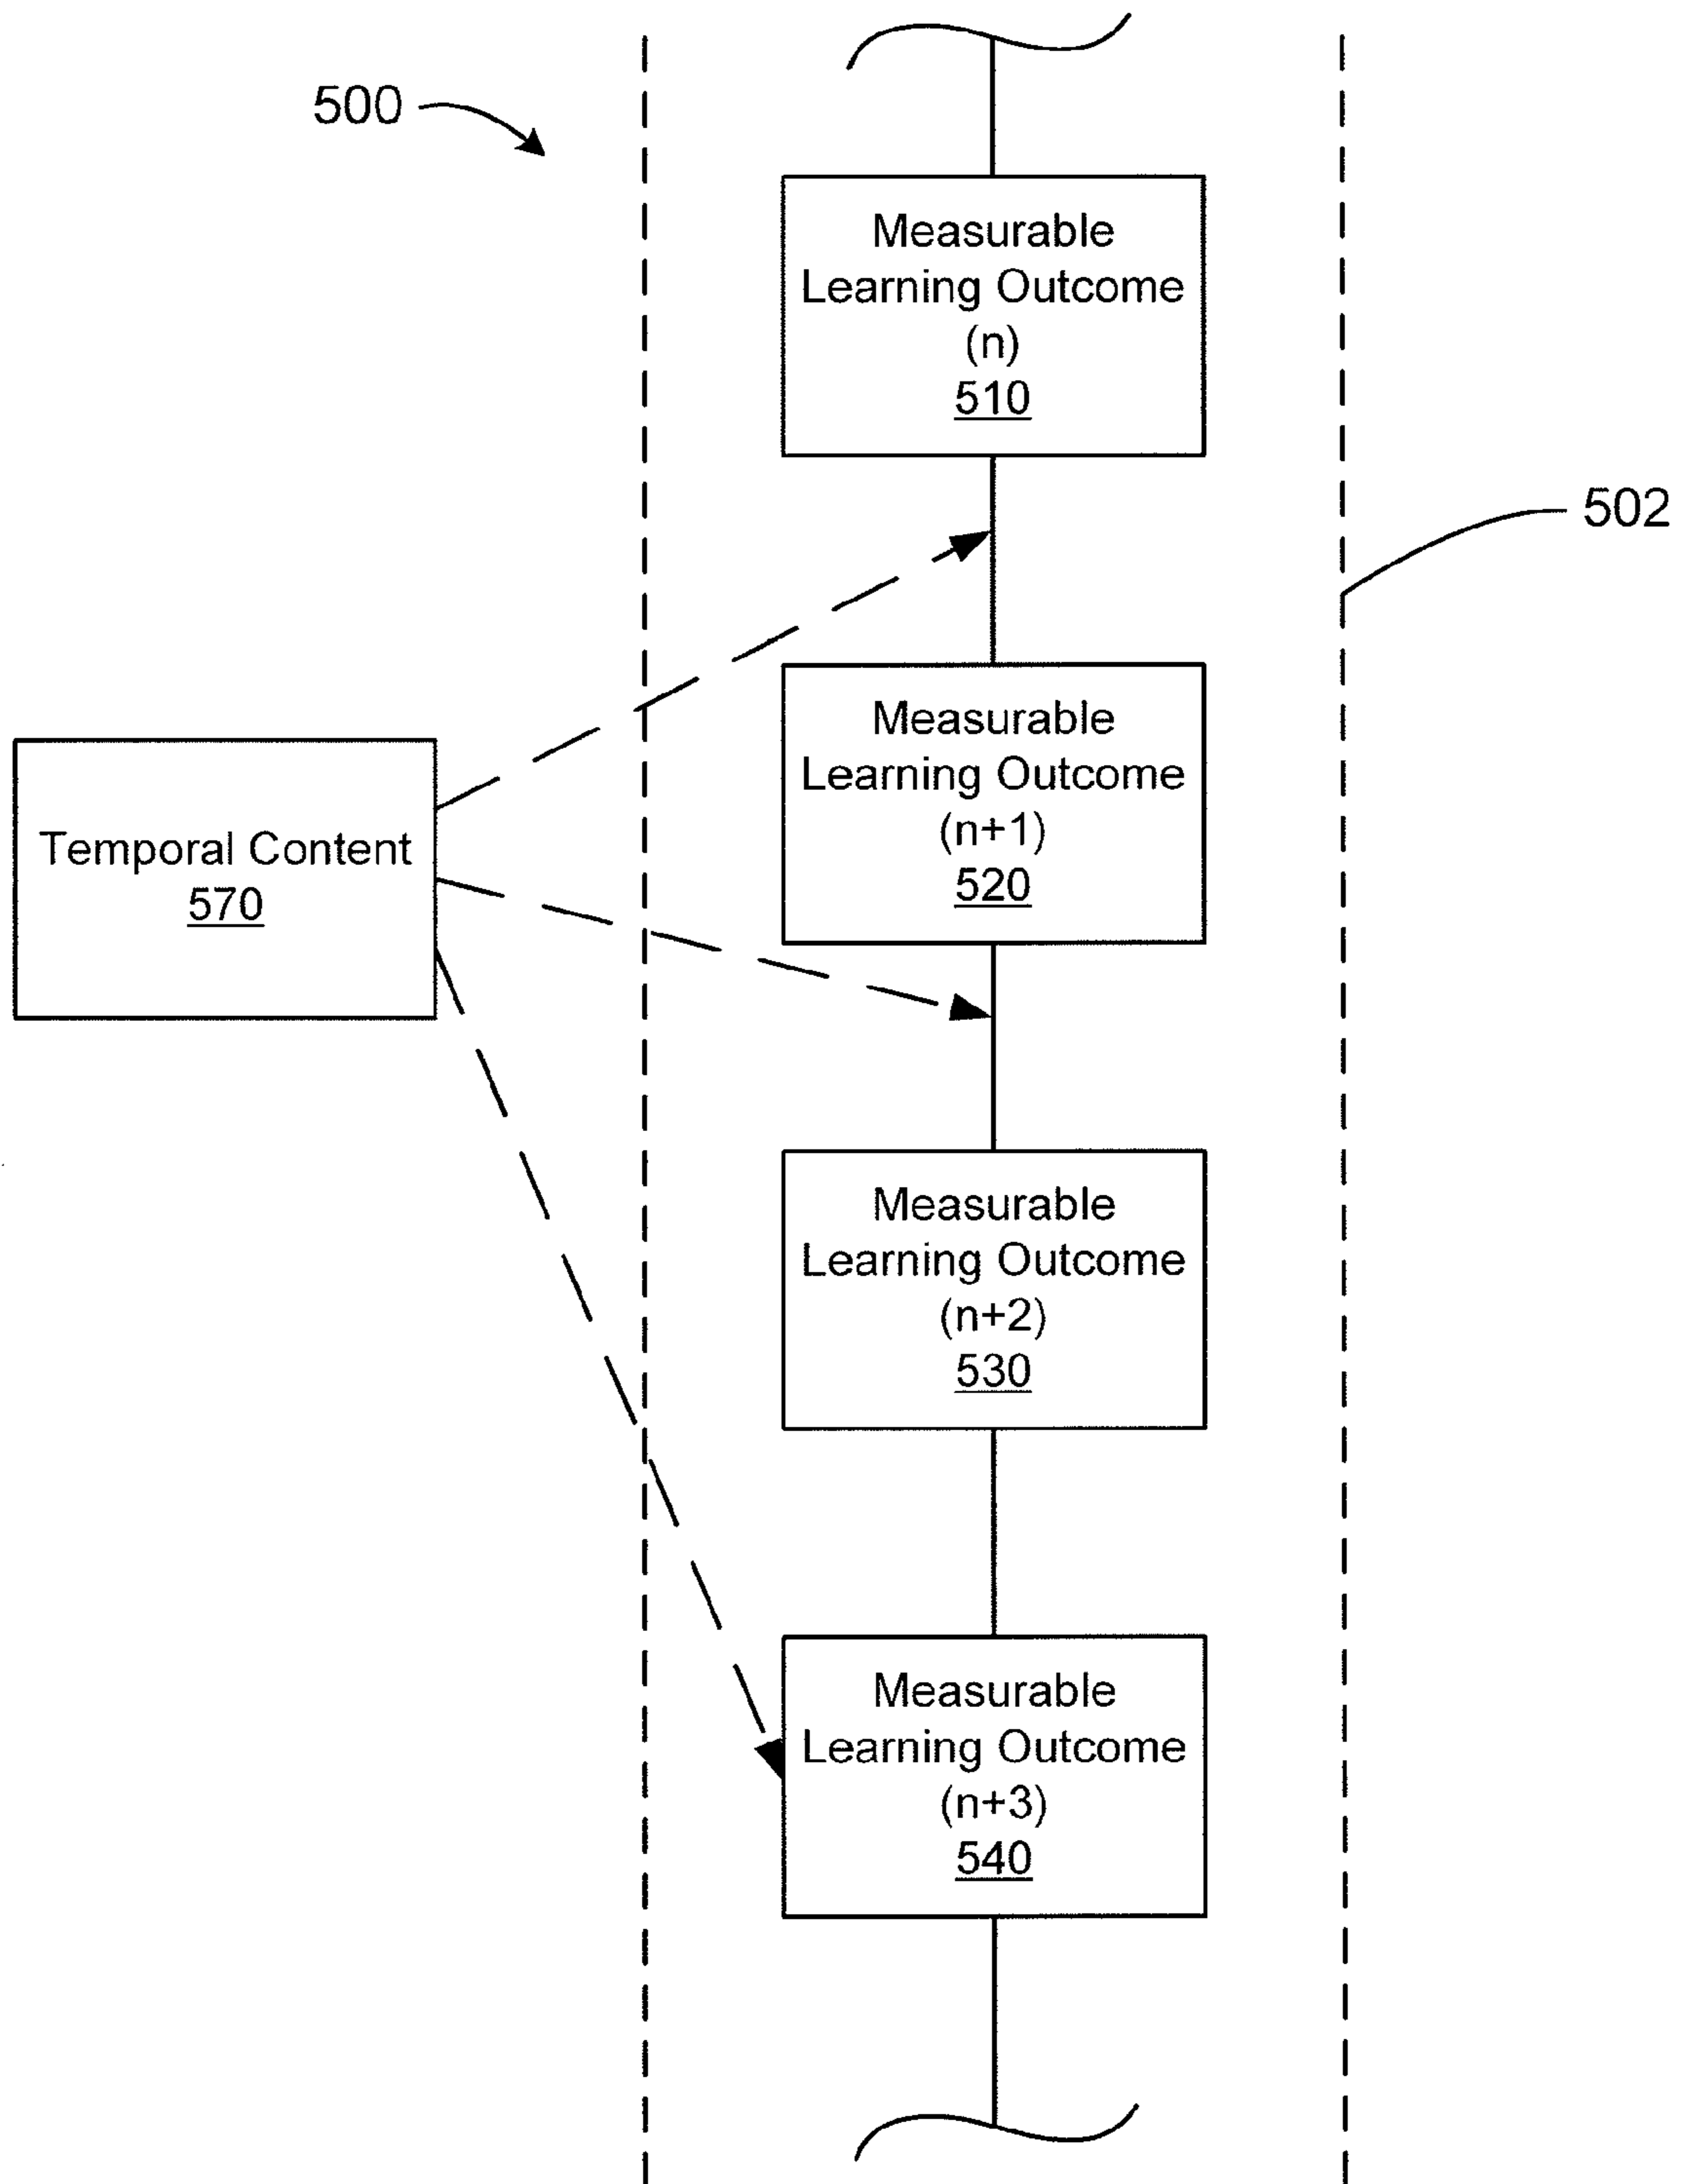 500
Measurable
Learning Outcome
(n)
510
502
Measurable
Learning Outcome
(n+1)
520
Temporal Content
570
Measurable
Learning Outcome
(n+2)
530
Measurable
Learning Outcome
(n+3)
540